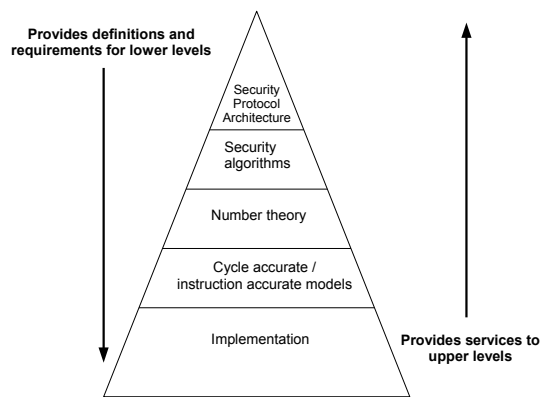 Provides definitions and
requirements for lower levels
Security
Protocol
Architecture
Security
algorithms
Number theory
Cycle accurate /
instruction accurate models
Implementation
Provides services to
upper levels